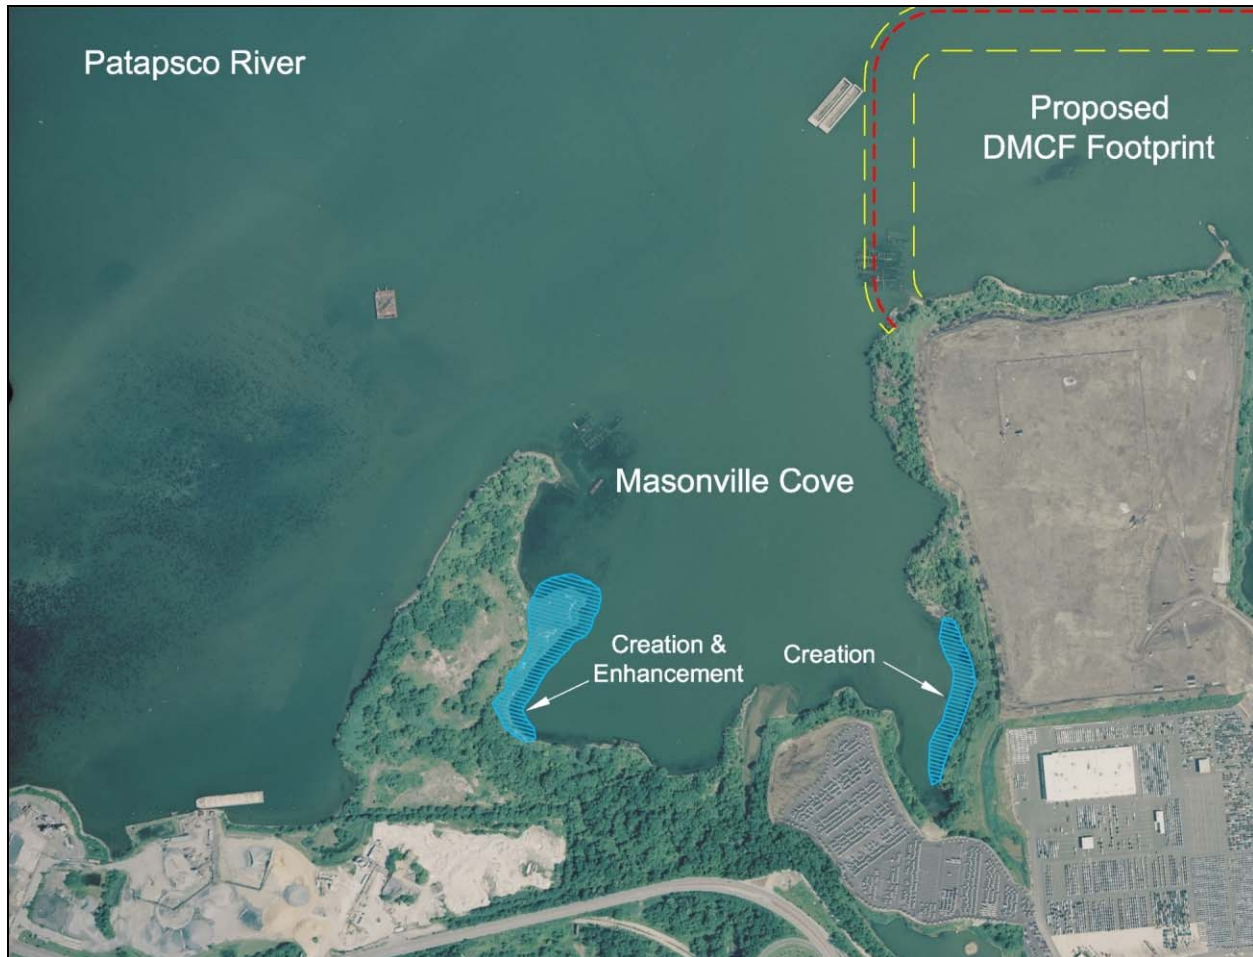 Patapsco River
Proposed
DMCF Footprint
Masonville Cove
Creation &
Enhancement
Creation